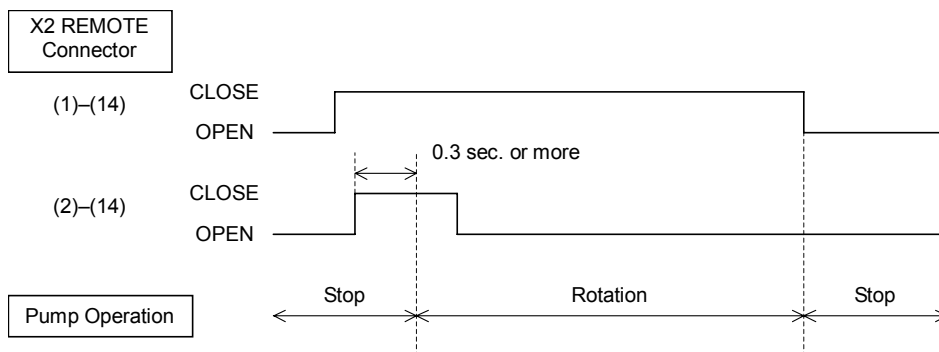 X2 REMOTE
Connector
(1)–(14)
CLOSE
OPEN
0.3 sec. or more
(2)–(14)
CLOSE
OPEN
Stop
Rotation
Stop
Pump Operation